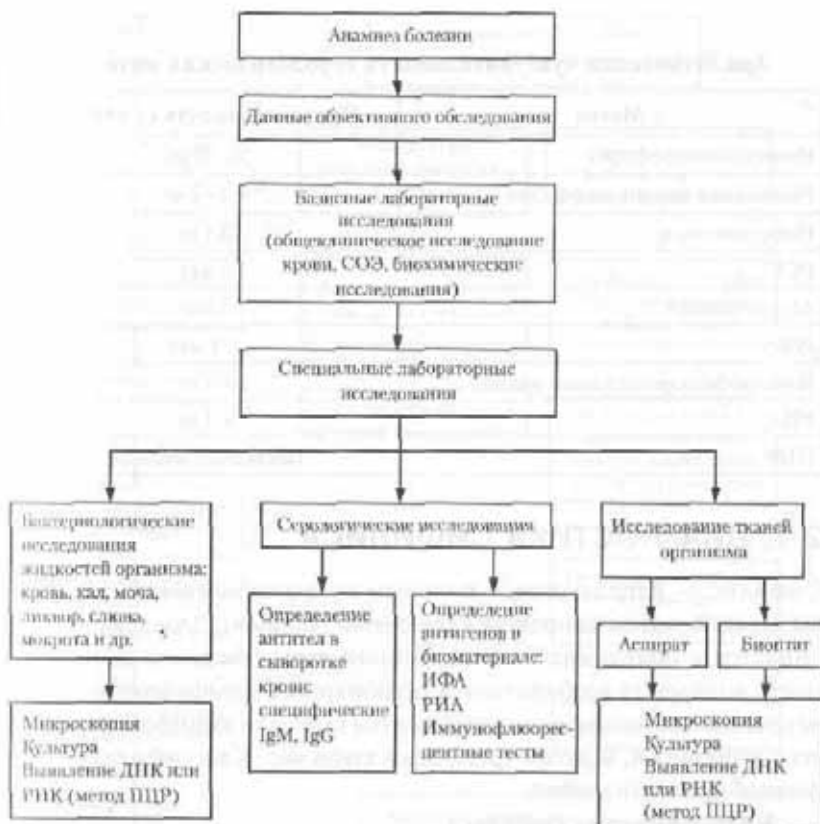 Анамнез болезни
Данные объективного обследования
Базисные лабораторные
исследования
(общеклиническое исследование
крови, СОЭ, биохимические
исследования)
Специальные лабораторные
исследования
Бактериологические
исследования
жидкостей организма:
кровь, кал, моча,
ликвор, слюна,
мокрота и др.
Серологические исследования
Исследование тканей
организма
Определение
антител в
сыворотке
крови:
специфические
IgM, IgG
Определение
антигенов в
биоматериале:
ИФА
РИА
Иммунофлюорес-
центные тесты
Аспират
Биоптат
Микроскопия
Культура
Выявление ДНК или
РНК (метод ПЦР)
Микроскопия
Культура
Выявление ДНК
или РНК
(метод ПЦР)